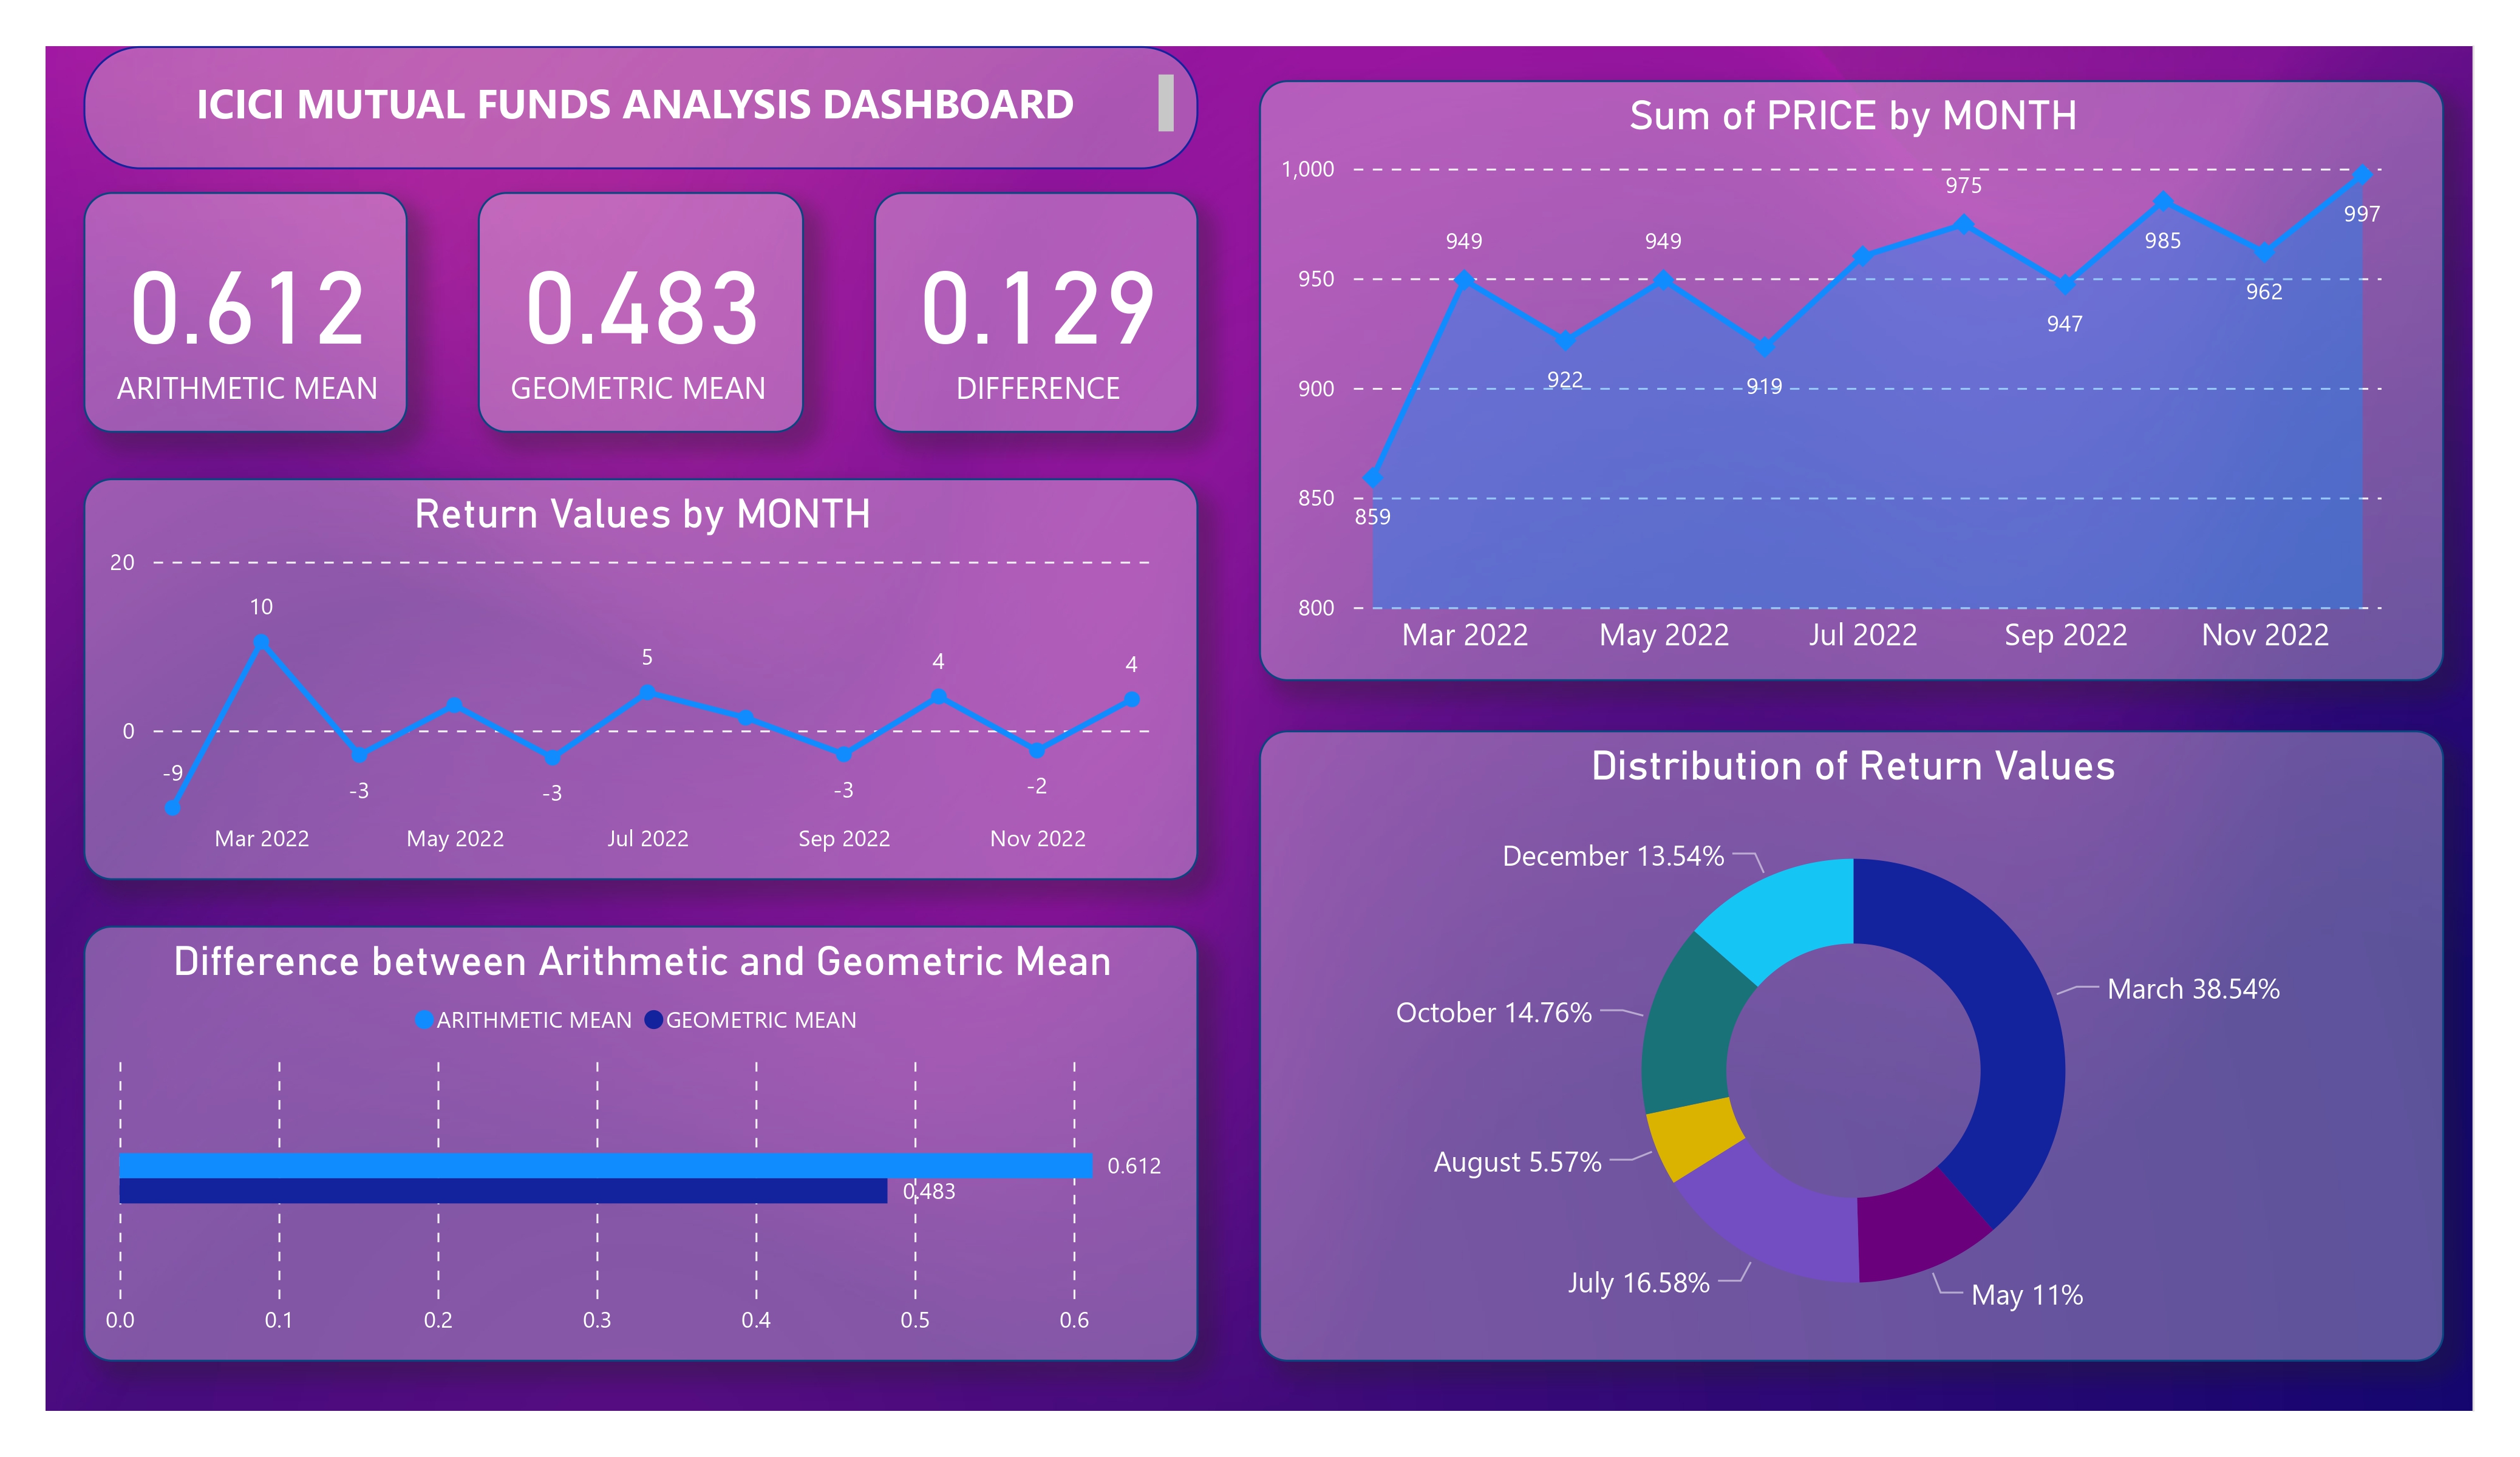 ICICI MUTUAL FUNDS ANALYSIS DASHBOARD
0.612
ARITHMETIC MEAN
0.483
GEOMETRIC MEAN
0.129
DIFFERENCE
Return Values by MONTH
20
0
-9
10
-3
-3
5
-3
4
-2
4
Mar 2022
May 2022
Jul 2022
Sep 2022
Nov 2022
Difference between Arithmetic and Geometric Mean
ARITHMETIC MEAN
GEOMETRIC MEAN
0.612
0.483
0.0
0.1
0.2
0.3
0.4
0.5
0.6
Sum of PRICE by MONTH
1,000
950
900
850
800
859
949
922
949
919
975
947
985
962
997
Mar 2022
May 2022
Jul 2022
Sep 2022
Nov 2022
Distribution of Return Values
December 13.54%
March 38.54%
October 14.76%
August 5.57%
July 16.58%
May 11%